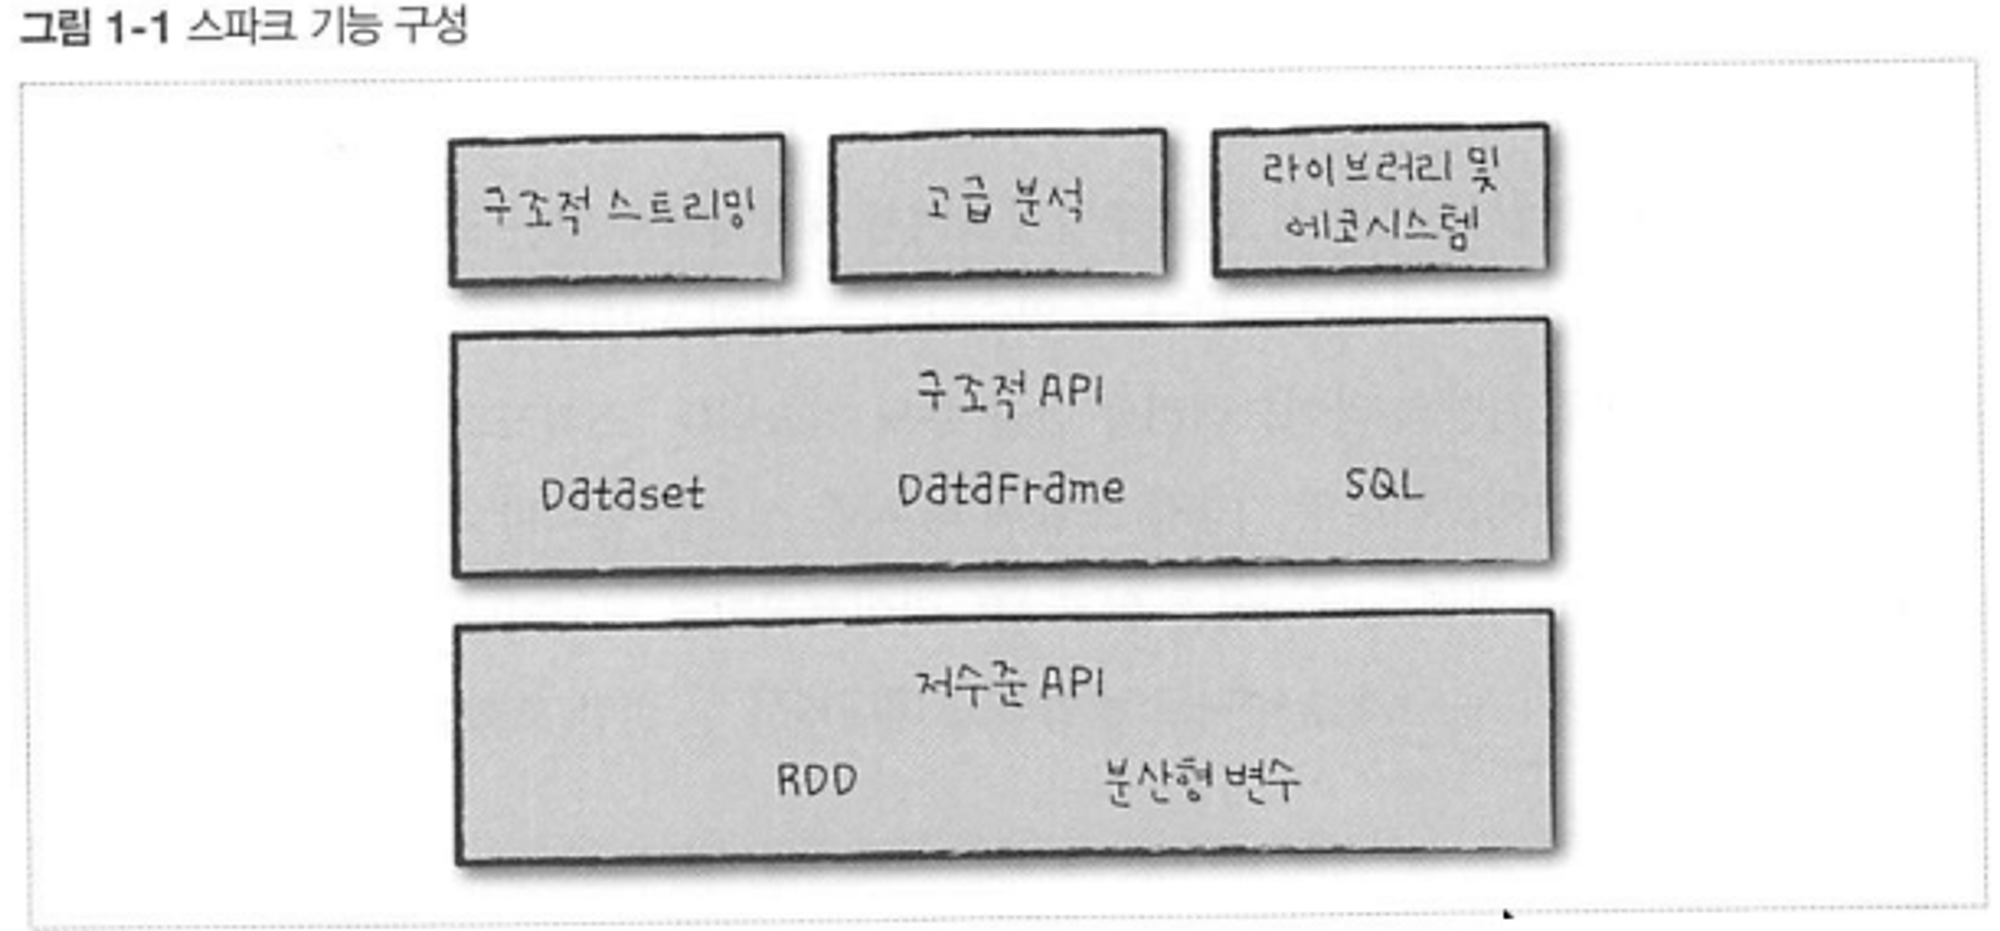 그림 1-1 스파크 기능 구성
구조적 스트리밍
고급 분석
라이브러리 및
에코시스템
구조적 API
Dataset DataFrame SQL
저수준 API
RDD 분산형 변수